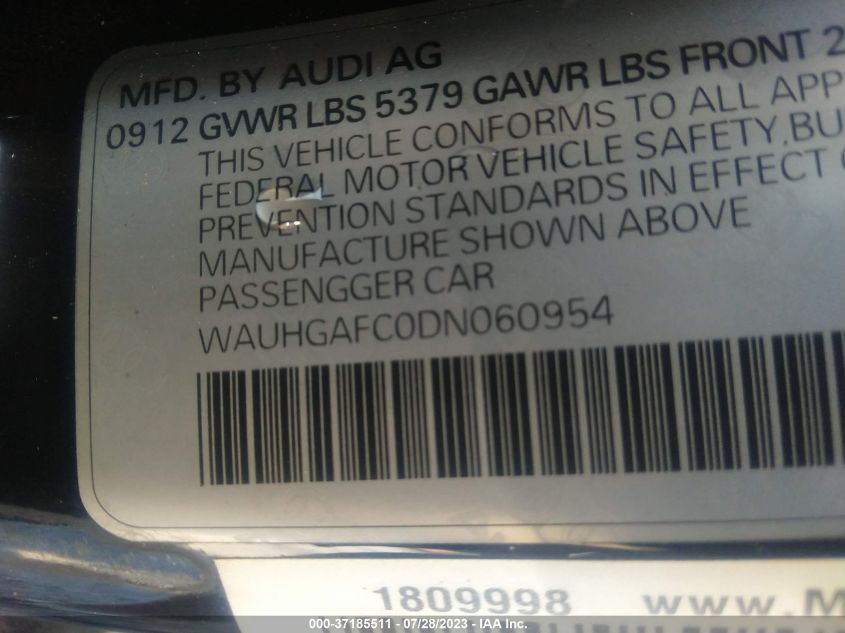 MFD. BY AUDI AG
0912 GVWR LBS 5379 GAWR LBS FRONT 2
THIS VEHICLE CONFORMS TO ALL APP
FEDERAL MOTOR VEHICLE SAFETY,BU
PREVENTION STANDARDS IN EFFECT
MANUFACTURE SHOWN ABOVE
PASSENGGER CAR
WAUHGAFC0DN060954
1809998 www.M
000-37185511 - 07/28/2023 - IAA Inc.